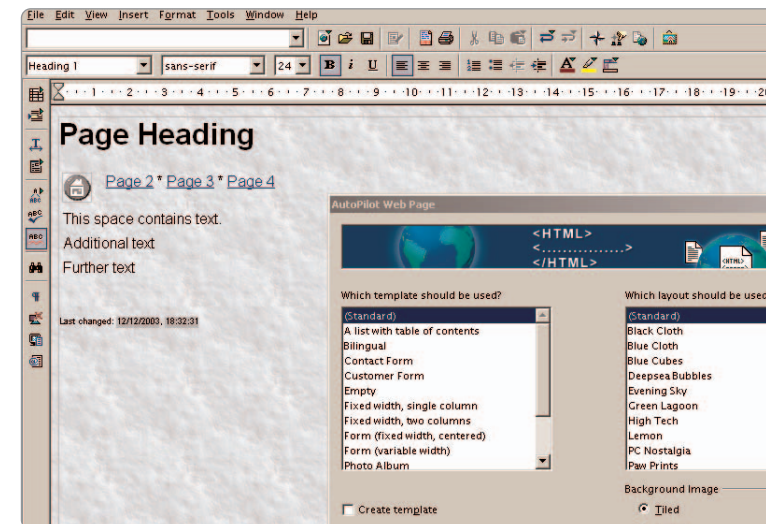 File Edit View Insert Format Tools Window Help
Heading 1 sans-serif 24 B i U A
1 2 3 4 5 6 7 8 9 10 11 12 13 14 15 16 17 18 19 20
Page Heading
Page 2 * Page 3 * Page 4
This space contains text.
Additional text
Further text
Last changed: 12/12/2003, 18:32:31
AutoPilot Web Page
<HTML>
<...............>
</HTML>
<HTML>
Which template should be used?
(Standard)
A list with table of contents
Bilingual
Contact Form
Customer Form
Empty
Fixed width, single column
Fixed width, two columns
Form (fixed width, centered)
Form (variable width)
Photo Album
Create template
Which layout should be used
(Standard)
Black Cloth
Blue Cloth
Blue Cubes
Deepsea Bubbles
Evening Sky
Green Lagoon
High Tech
Lemon
PC Nostalgia
Paw Prints
Background Image
Tiled